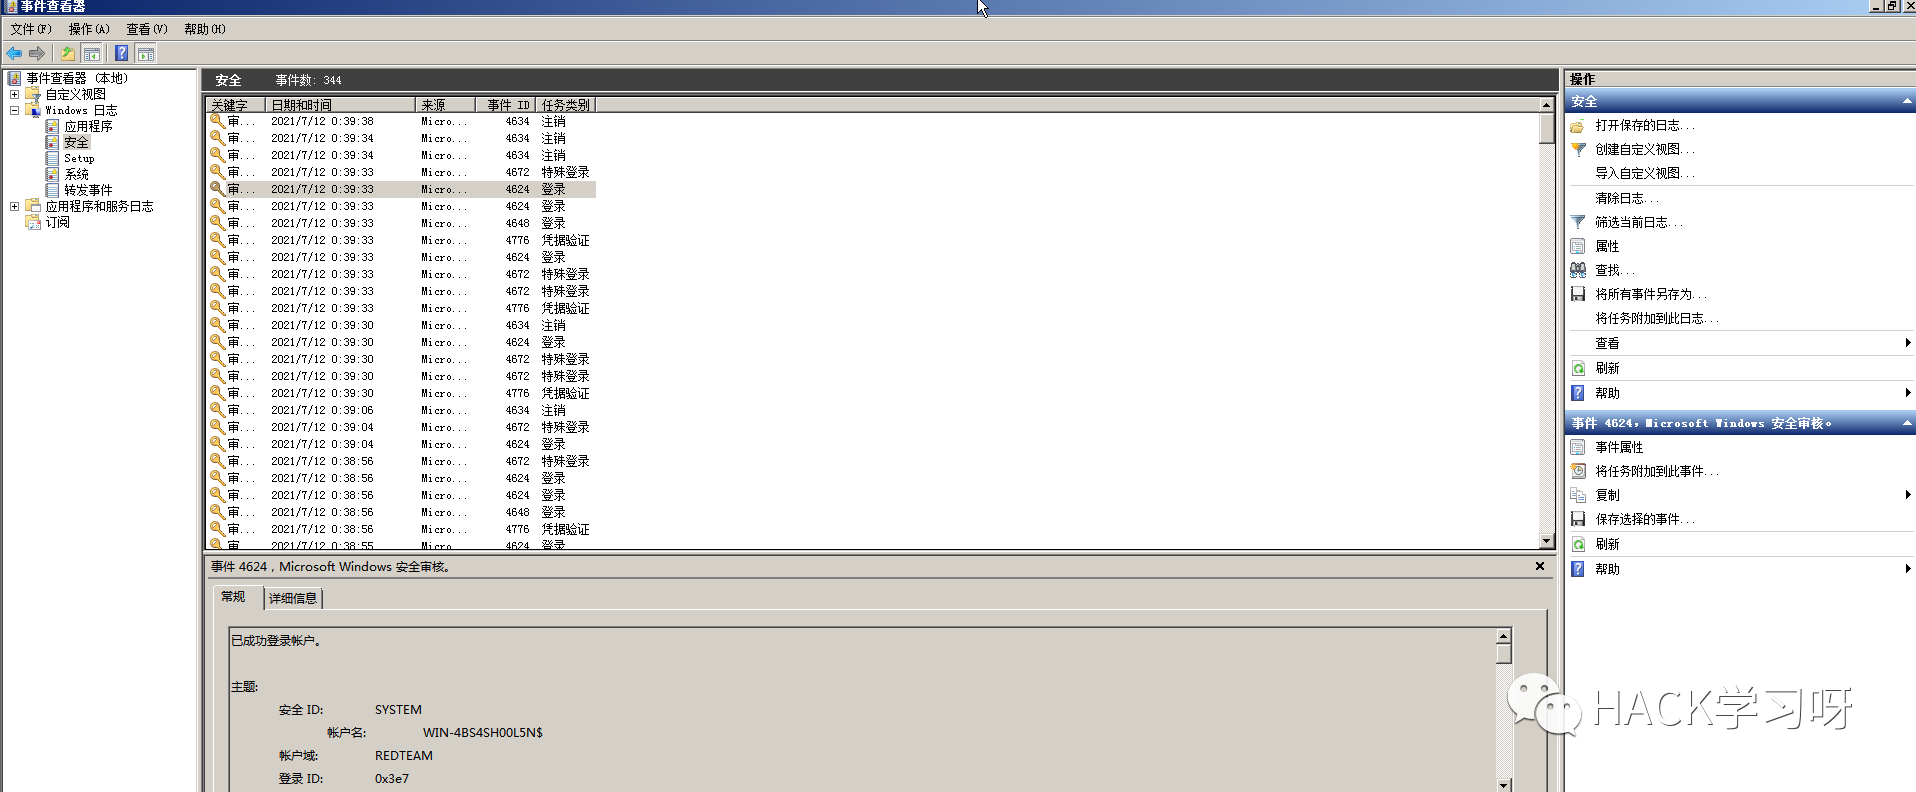 事件查看器
文件(F) 操作(A) 查看(V) 帮助(H)
事件查看器 (本地)
自定义视图
Windows 日志
应用程序
安全
Setup
系统
转发事件
应用程序和服务日志
订阅
安全 事件数: 344
关键字 日期和时间 来源 事件 ID 任务类别
审... 2021/7/12 0:39:38 Micro... 4634 注销
审... 2021/7/12 0:39:34 Micro... 4634 注销
审... 2021/7/12 0:39:34 Micro... 4634 注销
审... 2021/7/12 0:39:33 Micro... 4672 特殊登录
审... 2021/7/12 0:39:33 Micro... 4624 登录
审... 2021/7/12 0:39:33 Micro... 4624 登录
审... 2021/7/12 0:39:33 Micro... 4648 登录
审... 2021/7/12 0:39:33 Micro... 4776 凭据验证
审... 2021/7/12 0:39:33 Micro... 4624 登录
审... 2021/7/12 0:39:33 Micro... 4672 特殊登录
审... 2021/7/12 0:39:33 Micro... 4672 特殊登录
审... 2021/7/12 0:39:33 Micro... 4776 凭据验证
审... 2021/7/12 0:39:30 Micro... 4634 注销
审... 2021/7/12 0:39:30 Micro... 4624 登录
审... 2021/7/12 0:39:30 Micro... 4672 特殊登录
审... 2021/7/12 0:39:30 Micro... 4672 特殊登录
审... 2021/7/12 0:39:30 Micro... 4776 凭据验证
审... 2021/7/12 0:39:06 Micro... 4634 注销
审... 2021/7/12 0:39:04 Micro... 4672 特殊登录
审... 2021/7/12 0:39:04 Micro... 4624 登录
审... 2021/7/12 0:38:56 Micro... 4672 特殊登录
审... 2021/7/12 0:38:56 Micro... 4624 登录
审... 2021/7/12 0:38:56 Micro... 4624 登录
审... 2021/7/12 0:38:56 Micro... 4648 登录
审... 2021/7/12 0:38:56 Micro... 4776 凭据验证
审... 2021/7/12 0:38:55 Micro... 4624 登录
事件 4624，Microsoft Windows 安全审核。
常规 详细信息
已成功登录帐户。
主题:
安全 ID: SYSTEM
帐户名: WIN-4BS4SH00L5N$
帐户域: REDTEAM
登录 ID: 0x3e7
操作
安全
打开保存的日志...
创建自定义视图...
导入自定义视图...
清除日志...
筛选当前日志...
属性
查找...
将所有事件另存为...
将任务附加到此日志...
查看
刷新
帮助
事件 4624，Microsoft Windows 安全审核。
事件属性
将任务附加到此事件...
复制
保存选择的事件...
刷新
帮助
HACK学习呀